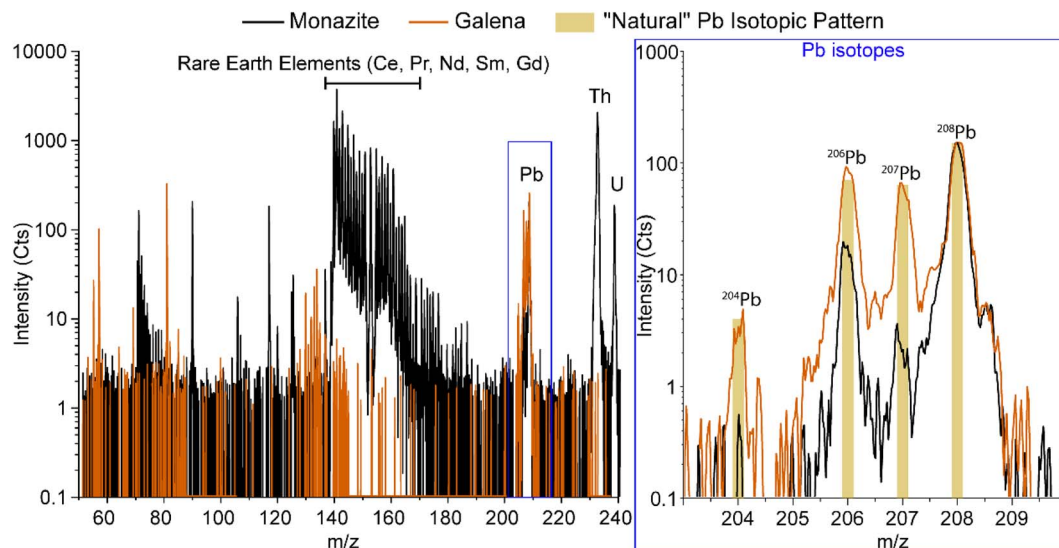 Monazite Galena "Natural" Pb Isotopic Pattern
Rare Earth Elements (Ce, Pr, Nd, Sm, Gd)
Th
Pb
U
Intensity (Cts)
10000
1000
100
10
1
0.1
60 80 100 120 140 160 180 200 220 240
m/z
Pb isotopes
²⁰⁸Pb
²⁰⁶Pb
²⁰⁷Pb
²⁰⁴Pb
Intensity (Cts)
1000
100
10
1
0.1
204 205 206 207 208 209
m/z